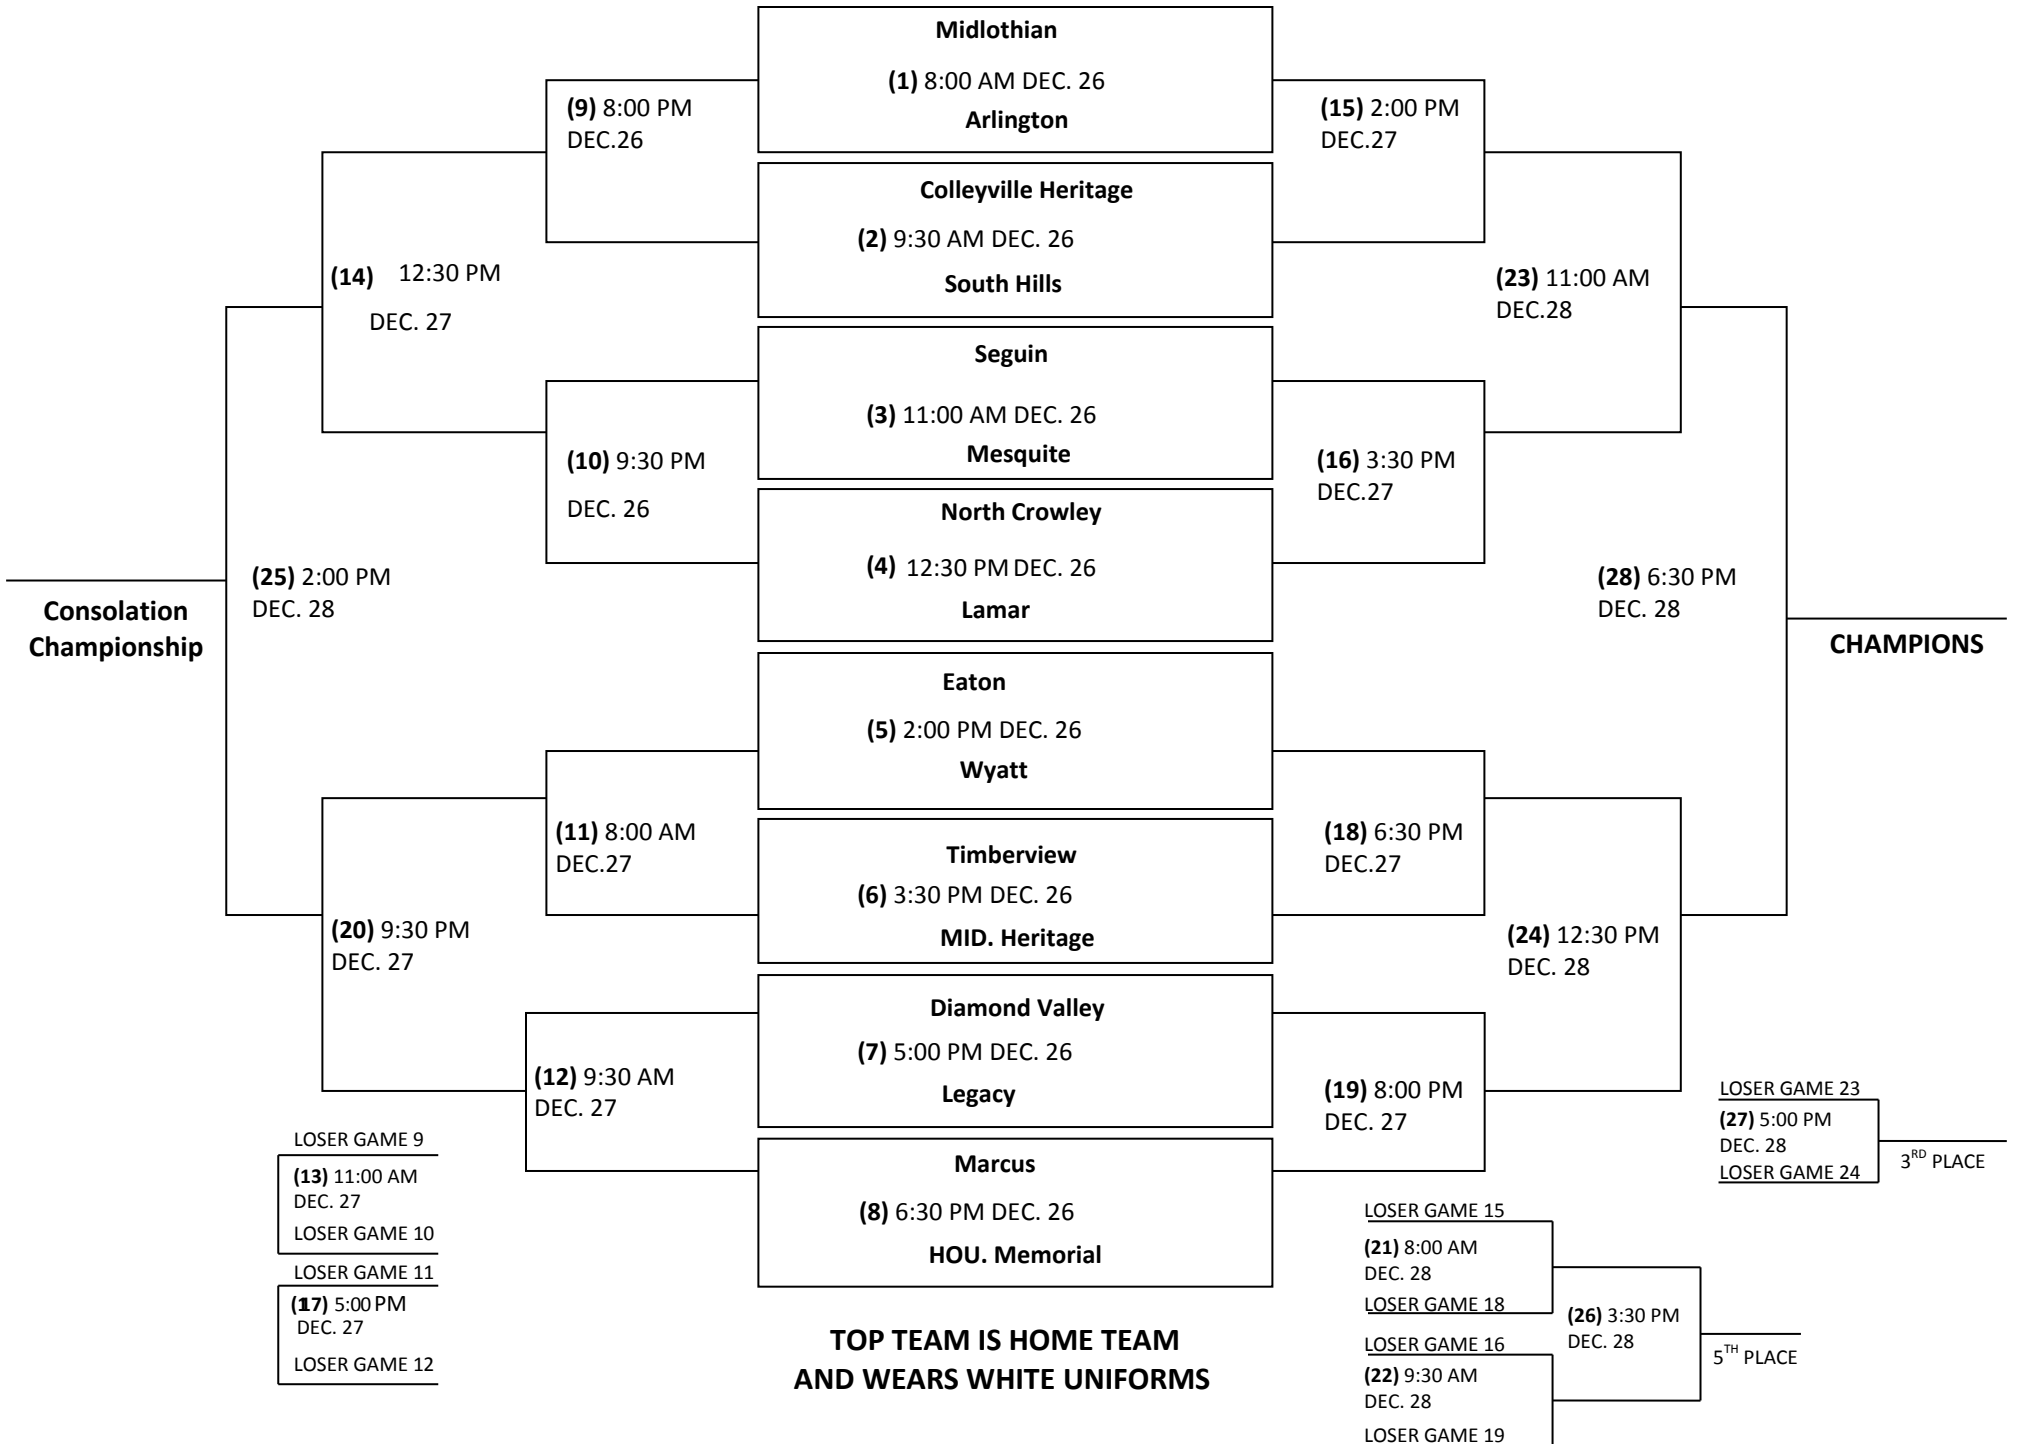 Midlothian
(1) 8:00 AM DEC. 26
Arlington
(9) 8:00 PM
DEC.26
(15) 2:00 PM
DEC.27
Colleyville Heritage
(2) 9:30 AM DEC. 26
South Hills
(14) 12:30 PM
DEC. 27
(23) 11:00 AM
DEC.28
Seguin
(3) 11:00 AM DEC. 26
Mesquite
(10) 9:30 PM
DEC. 26
(16) 3:30 PM
DEC.27
North Crowley
(4) 12:30 PM DEC. 26
Lamar
(25) 2:00 PM
DEC. 28
Consolation
Championship
(28) 6:30 PM
DEC. 28
CHAMPIONS
Eaton
(5) 2:00 PM DEC. 26
Wyatt
(11) 8:00 AM
DEC.27
(18) 6:30 PM
DEC.27
Timberview
(6) 3:30 PM DEC. 26
MID. Heritage
(20) 9:30 PM
DEC. 27
(24) 12:30 PM
DEC. 28
Diamond Valley
(7) 5:00 PM DEC. 26
Legacy
(12) 9:30 AM
DEC. 27
(19) 8:00 PM
DEC. 27
LOSER GAME 23
(27) 5:00 PM
DEC. 28
LOSER GAME 24
3RD PLACE
Marcus
(8) 6:30 PM DEC. 26
HOU. Memorial
LOSER GAME 9
(13) 11:00 AM
DEC. 27
LOSER GAME 10
LOSER GAME 11
(17) 5:00 PM
DEC. 27
LOSER GAME 12
LOSER GAME 15
(21) 8:00 AM
DEC. 28
LOSER GAME 18
(26) 3:30 PM
DEC. 28
5TH PLACE
LOSER GAME 16
(22) 9:30 AM
DEC. 28
LOSER GAME 19
TOP TEAM IS HOME TEAM
AND WEARS WHITE UNIFORMS